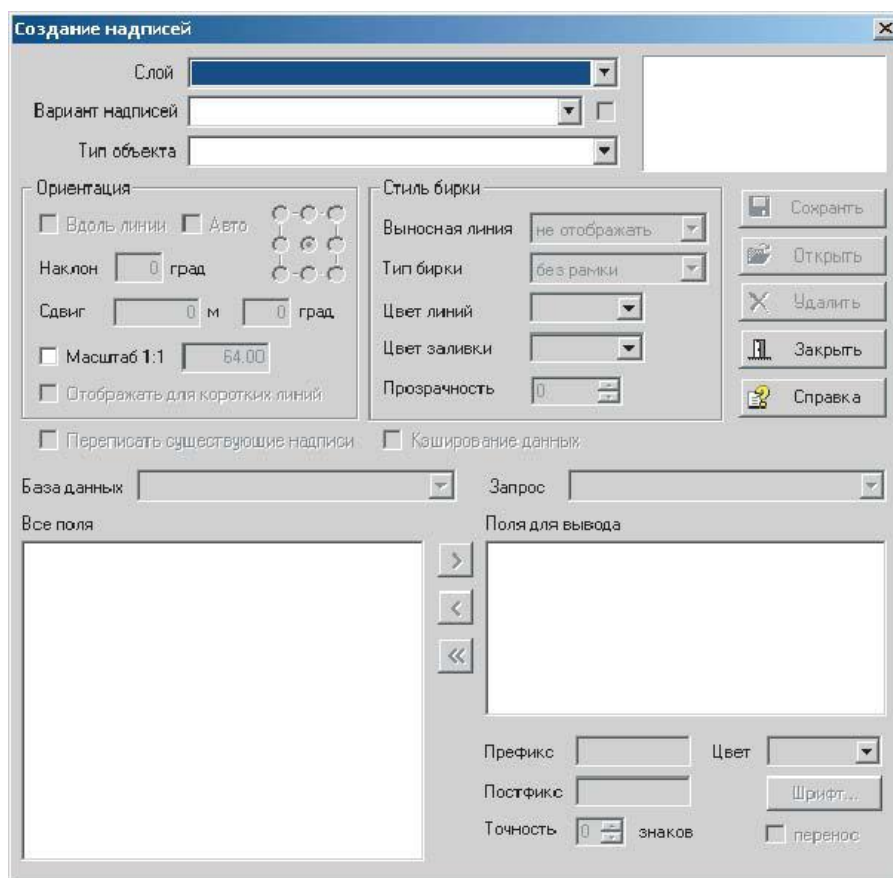 Создание надписей
Слой
Вариант надписей
Тип объекта
Ориентация
Вдоль линии Авто
Наклон 0 град
Сдвиг 0 м 0 град
Масштаб 1:1 64.00
Отображать для коротких линий
Стиль бирки
Выносная линия не отображать
Тип бирки без рамки
Цвет линий
Цвет заливки
Прозрачность 0
Сохранть
Открыть
Удалить
Закрыть
Справка
Переписать существующие надписи Кэширование данных
База данных Запрос
Все поля Поля для вывода
> 
<
<<
Префикс Цвет
Постфикс Шрифт...
Точность 0 знаков перенос